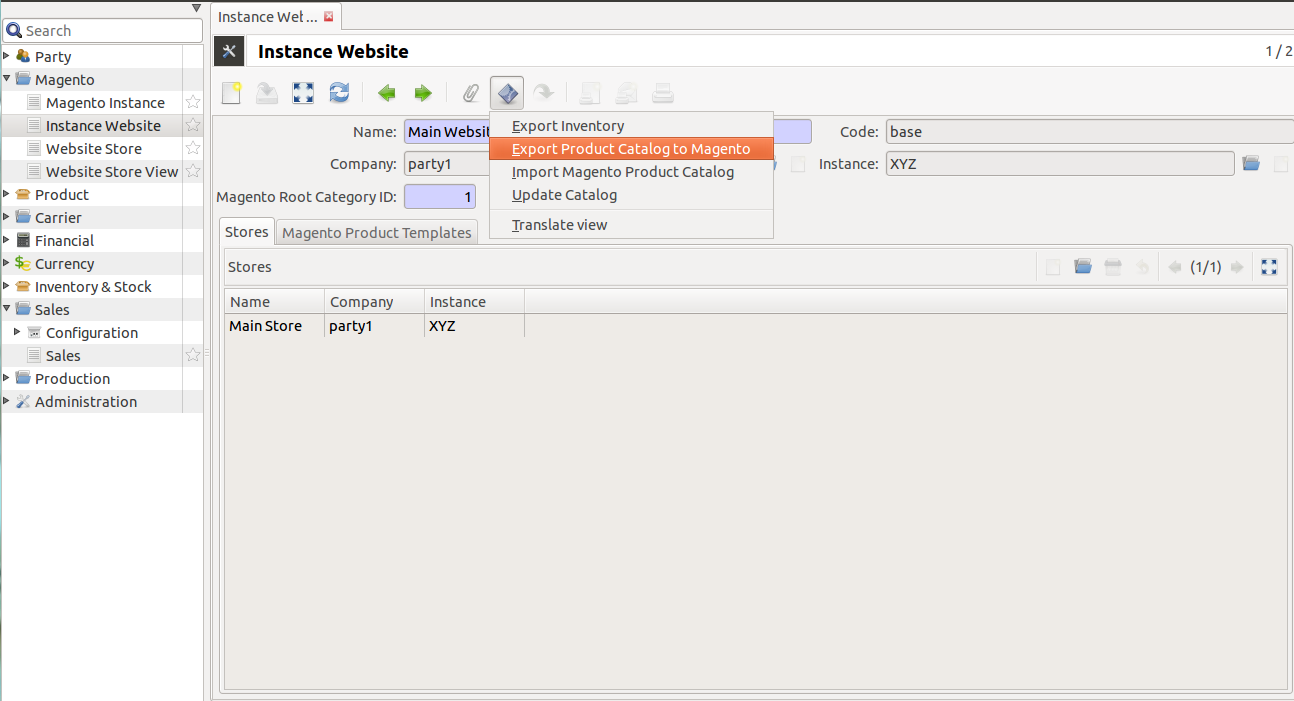 Instance Wel ...
Search
Instance Website
1 / 2
Party
Magento
Magento Instance
Instance Website
Website Store
Website Store View
Product
Carrier
Financial
Currency
Inventory & Stock
Sales
Configuration
Sales
Production
Administration
Name: Main Websit
Code: base
Company: party1
Instance: XYZ
Magento Root Category ID: 1
Export Inventory
Export Product Catalog to Magento
Import Magento Product Catalog
Update Catalog
Translate view
Stores
Magento Product Templates
Stores
(1/1)
Name Company Instance
Main Store party1 XYZ